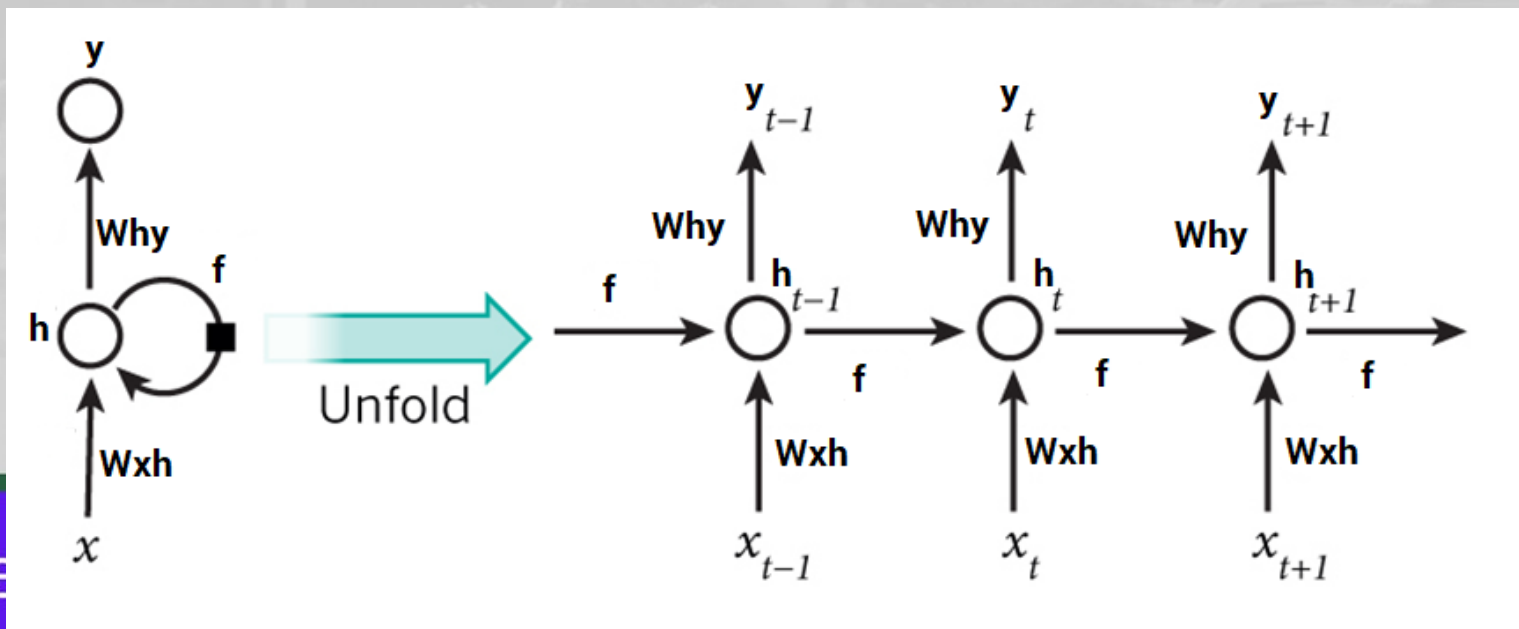 y
Why
f
h
Wxh
x
Unfold
y t−1
y t
y t+1
Why
Why
Why
f
h t−1
h t
h t+1
f
f
f
Wxh
Wxh
Wxh
x t−1
x t
x t+1